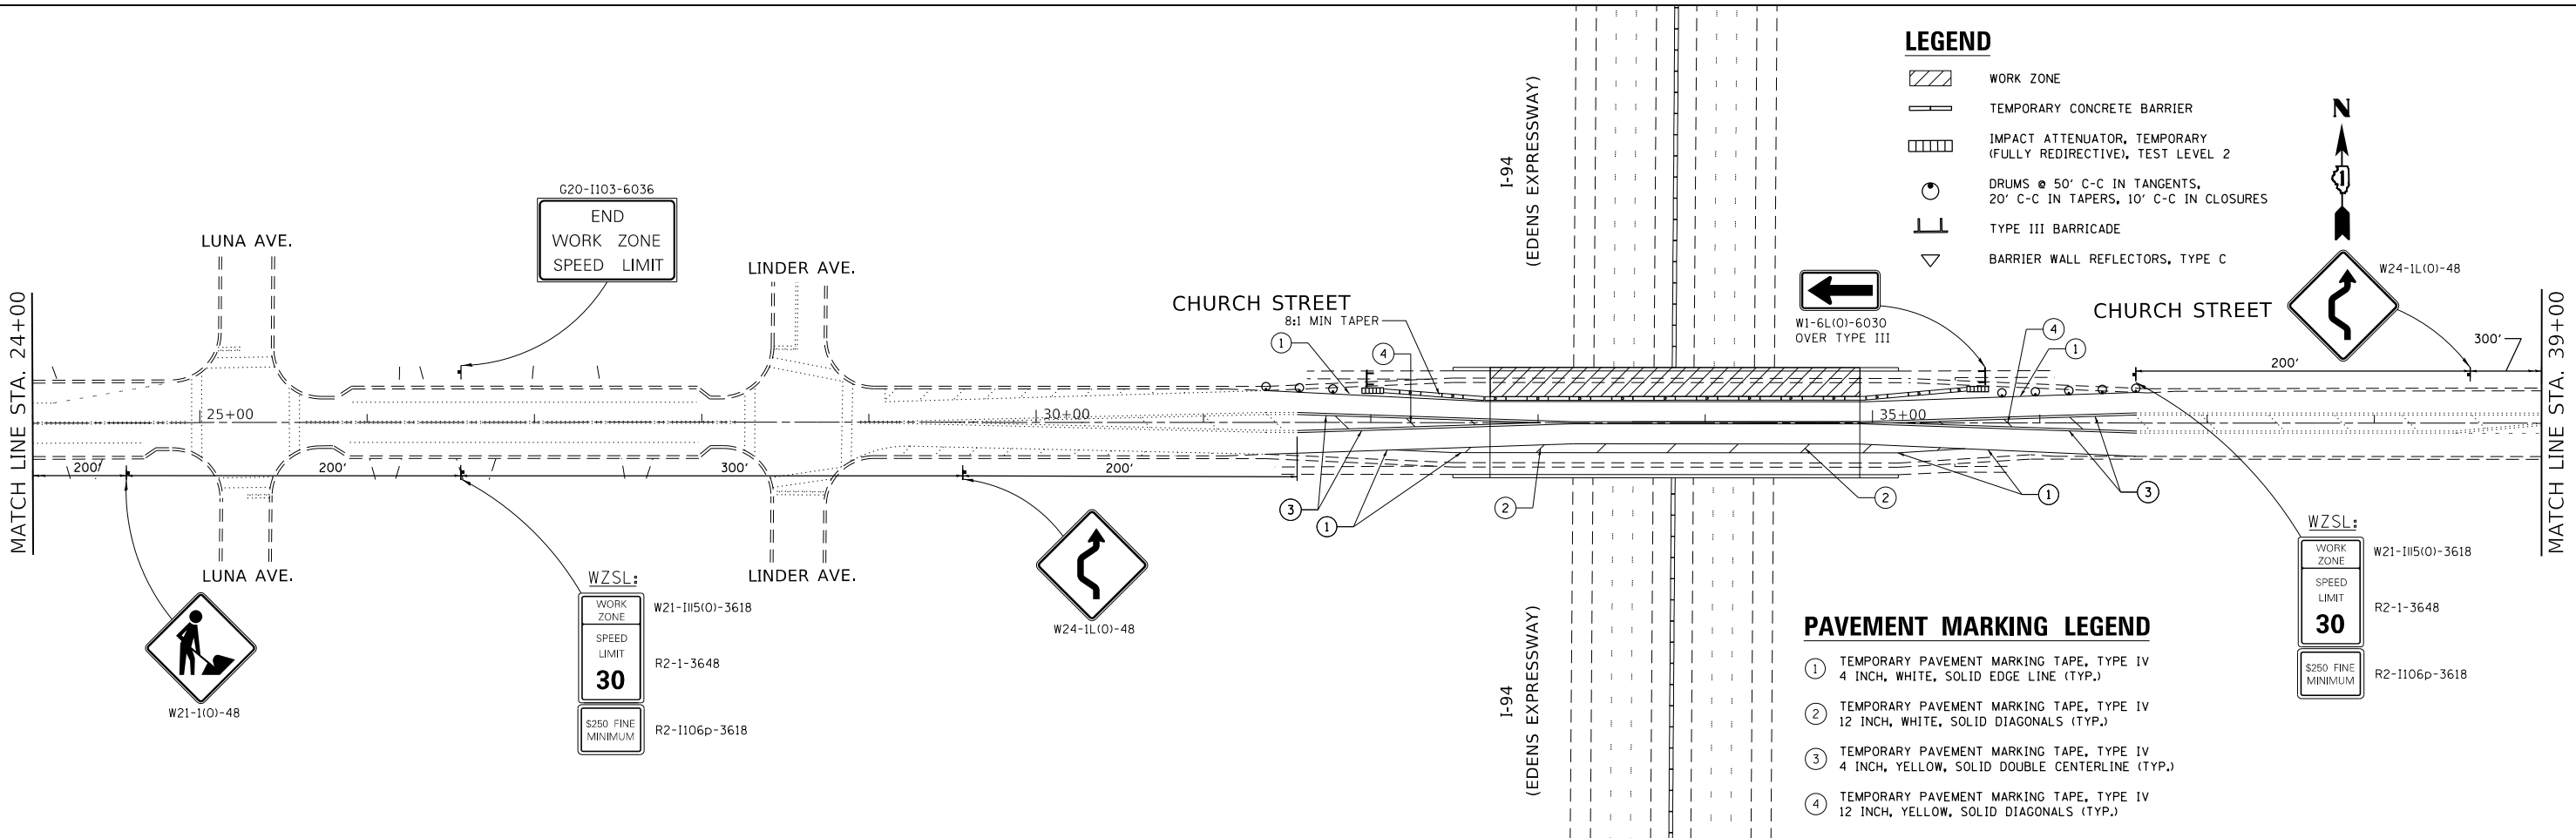 LEGEND
WORK ZONE
TEMPORARY CONCRETE BARRIER
IMPACT ATTENUATOR, TEMPORARY
(FULLY REDIRECTIVE), TEST LEVEL 2
DRUMS @ 50' C-C IN TANGENTS,
20' C-C IN TAPERS, 10' C-C IN CLOSURES
TYPE III BARRICADE
BARRIER WALL REFLECTORS, TYPE C
N
1
I-94
(EDENS EXPRESSWAY)
G20-I103-6036
END
WORK ZONE
SPEED LIMIT
LUNA AVE.
LINDER AVE.
CHURCH STREET
8:1 MIN TAPER
1
4
W1-6L(O)-6030
OVER TYPE III
4
1
CHURCH STREET
W24-1L(O)-48
300'
200'
MATCH LINE STA. 24+00
MATCH LINE STA. 39+00
25+00
30+00
35+00
200'
200'
300'
200'
3
1
2
2
1
3
LUNA AVE.
LINDER AVE.
W21-1(O)-48
WZSL:
WORK
ZONE
W21-I115(O)-3618
SPEED
LIMIT
30
R2-1-3648
$250 FINE
MINIMUM
R2-I106p-3618
W24-1L(O)-48
I-94
(EDENS EXPRESSWAY)
WZSL:
WORK
ZONE
W21-I115(O)-3618
SPEED
LIMIT
30
R2-1-3648
$250 FINE
MINIMUM
R2-I106p-3618
PAVEMENT MARKING LEGEND
1 TEMPORARY PAVEMENT MARKING TAPE, TYPE IV
4 INCH, WHITE, SOLID EDGE LINE (TYP.)
2 TEMPORARY PAVEMENT MARKING TAPE, TYPE IV
12 INCH, WHITE, SOLID DIAGONALS (TYP.)
3 TEMPORARY PAVEMENT MARKING TAPE, TYPE IV
4 INCH, YELLOW, SOLID DOUBLE CENTERLINE (TYP.)
4 TEMPORARY PAVEMENT MARKING TAPE, TYPE IV
12 INCH, YELLOW, SOLID DIAGONALS (TYP.)